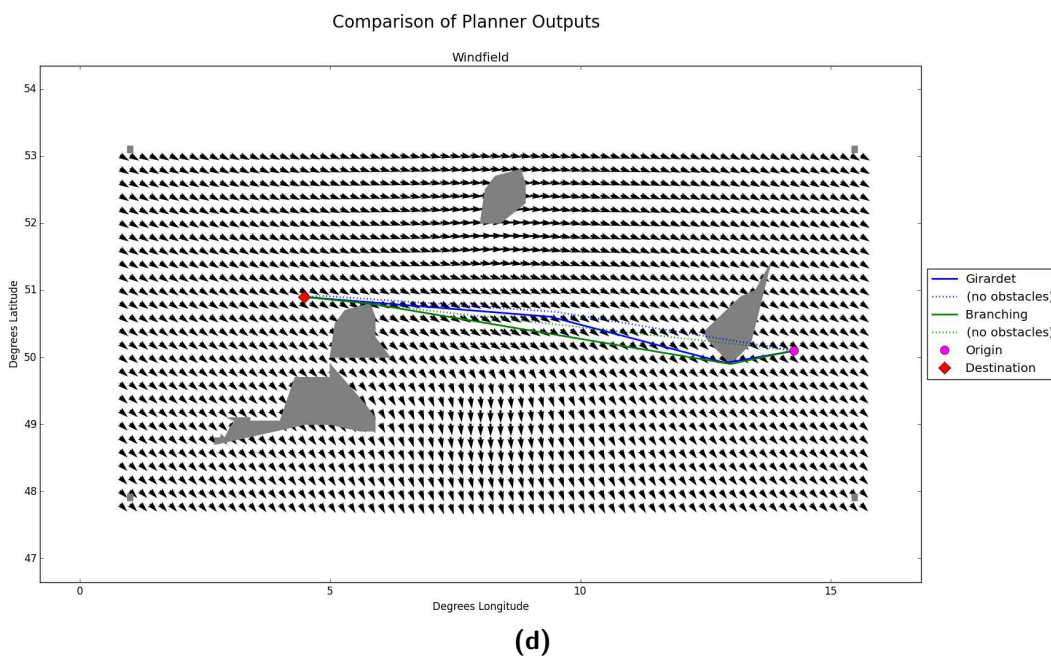 Comparison of Planner Outputs
Windfield
54
53
52
51
50
49
48
47
Degrees Latitude
0
5
10
15
Degrees Longitude
Girardet
(no obstacles)
Branching
(no obstacles)
Origin
Destination
(d)